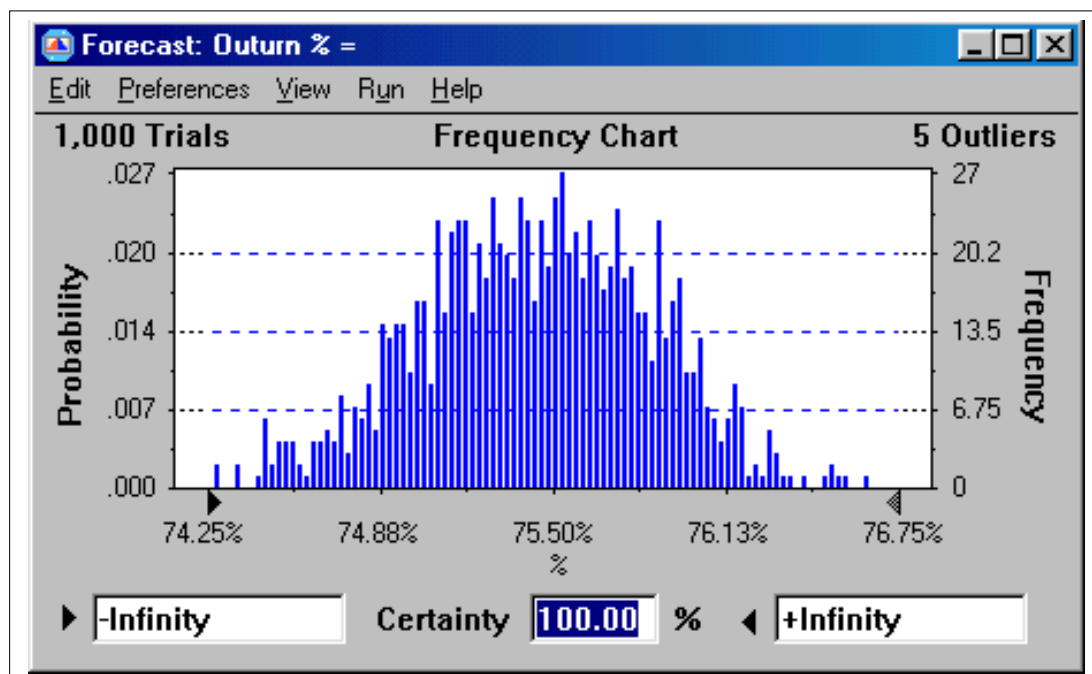 Forecast: Outurn % =
Edit Preferences View Run Help
1,000 Trials Frequency Chart 5 Outliers
.027 27
.020 20.2
.014 13.5
.007 6.75
.000 0
Probability
Frequency
74.25% 74.88% 75.50% 76.13% 76.75%
%
-Infinity Certainty 100.00 % +Infinity